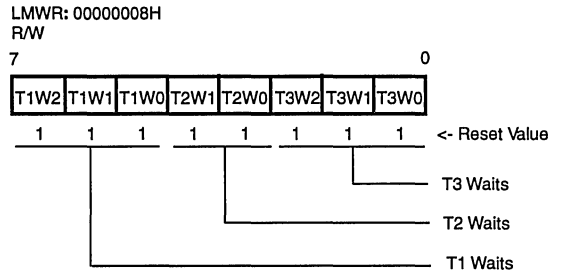 LMWR: 00000008H
R/W
7 0
T1W2 T1W1 T1W0 T2W1 T2W0 T3W2 T3W1 T3W0
1 1 1 1 1 1 1 1 <- Reset Value
T3 Waits
T2 Waits
T1 Waits